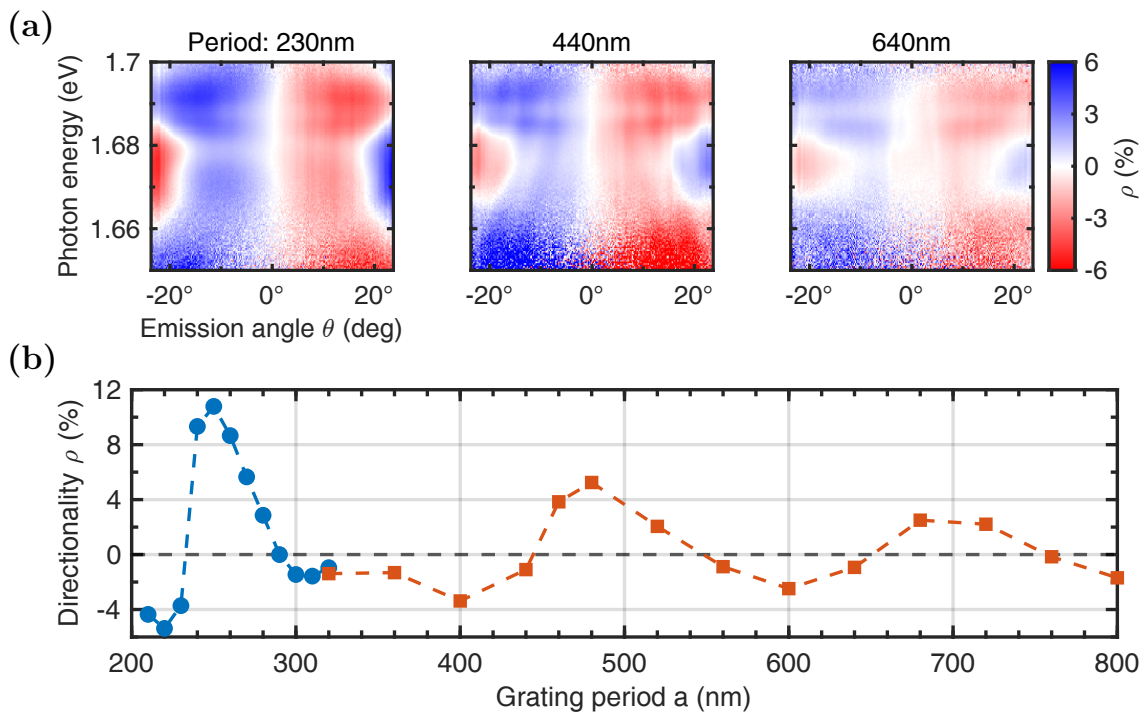 (a)
Period: 230nm 440nm 640nm
1.7 6
Photon energy (eV) 3
1.68 0 ρ (%)
-3
1.66
-6
-20° 0° 20° -20° 0° 20° -20° 0° 20°
Emission angle θ (deg)
(b)
12
Directionality ρ (%)
8
4
0
-4
200 300 400 500 600 700 800
Grating period a (nm)